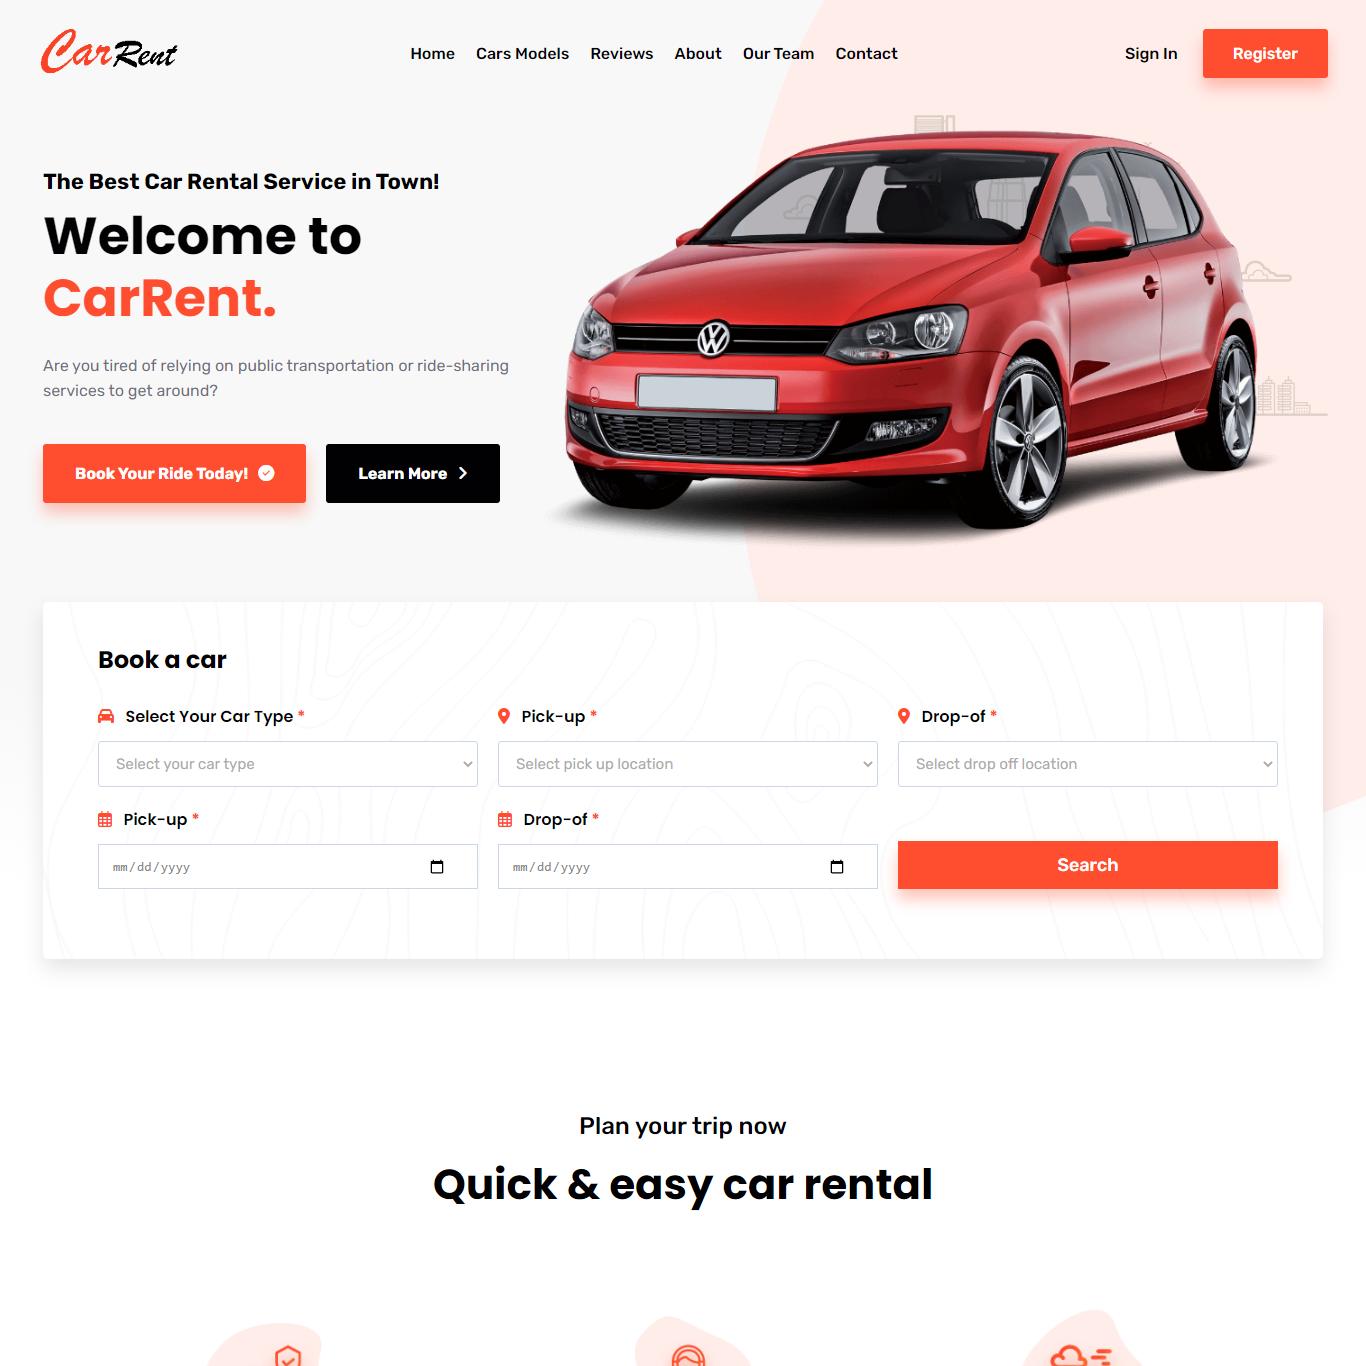 CarRent
Home Cars Models Reviews About Our Team Contact
Sign In Register
The Best Car Rental Service in Town!
Welcome to
CarRent.
Are you tired of relying on public transportation or ride-sharing
services to get around?
Book Your Ride Today! Learn More
Book a car
Select Your Car Type * Pick-up * Drop-of *
Select your car type Select pick up location Select drop off location
Pick-up * Drop-of *
mm/dd/yyyy mm/dd/yyyy Search
Plan your trip now
Quick & easy car rental